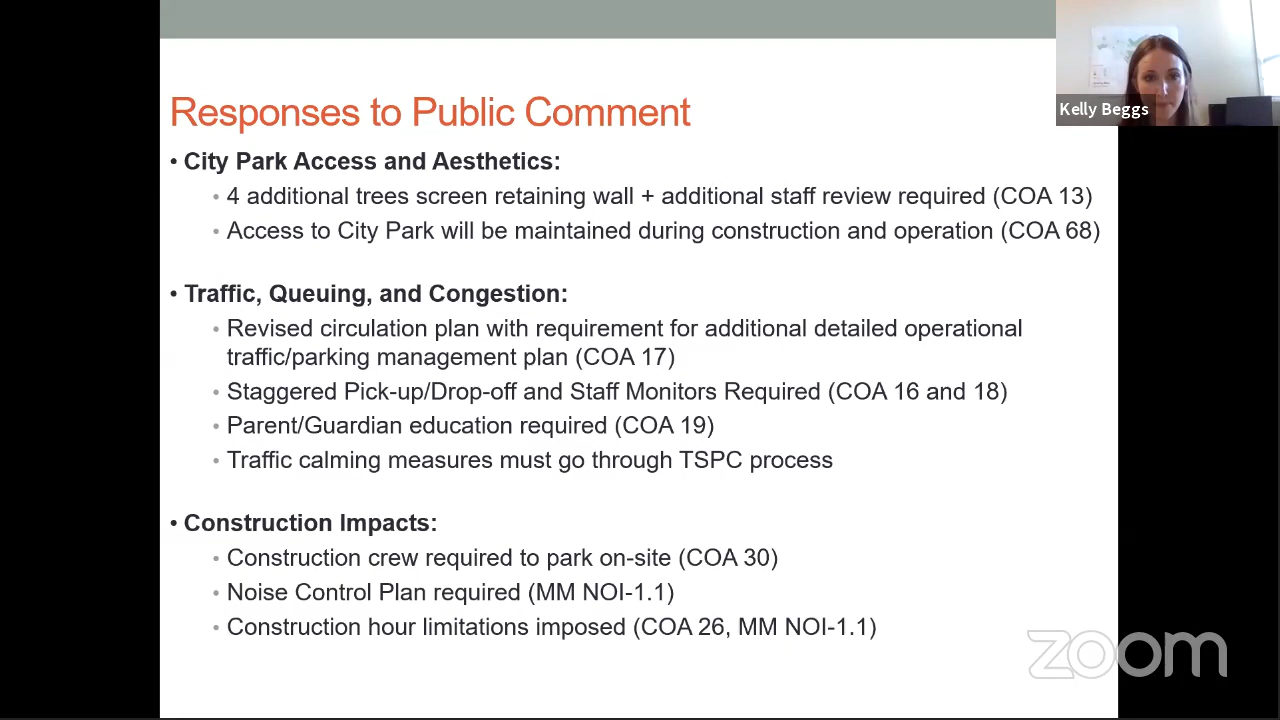 Responses to Public Comment
Kelly Beggs
• City Park Access and Aesthetics:
• 4 additional trees screen retaining wall + additional staff review required (COA 13)
• Access to City Park will be maintained during construction and operation (COA 68)
• Traffic, Queuing, and Congestion:
• Revised circulation plan with requirement for additional detailed operational
traffic/parking management plan (COA 17)
• Staggered Pick-up/Drop-off and Staff Monitors Required (COA 16 and 18)
• Parent/Guardian education required (COA 19)
• Traffic calming measures must go through TSPC process
• Construction Impacts:
• Construction crew required to park on-site (COA 30)
• Noise Control Plan required (MM NOI-1.1)
• Construction hour limitations imposed (COA 26, MM NOI-1.1)
zoom